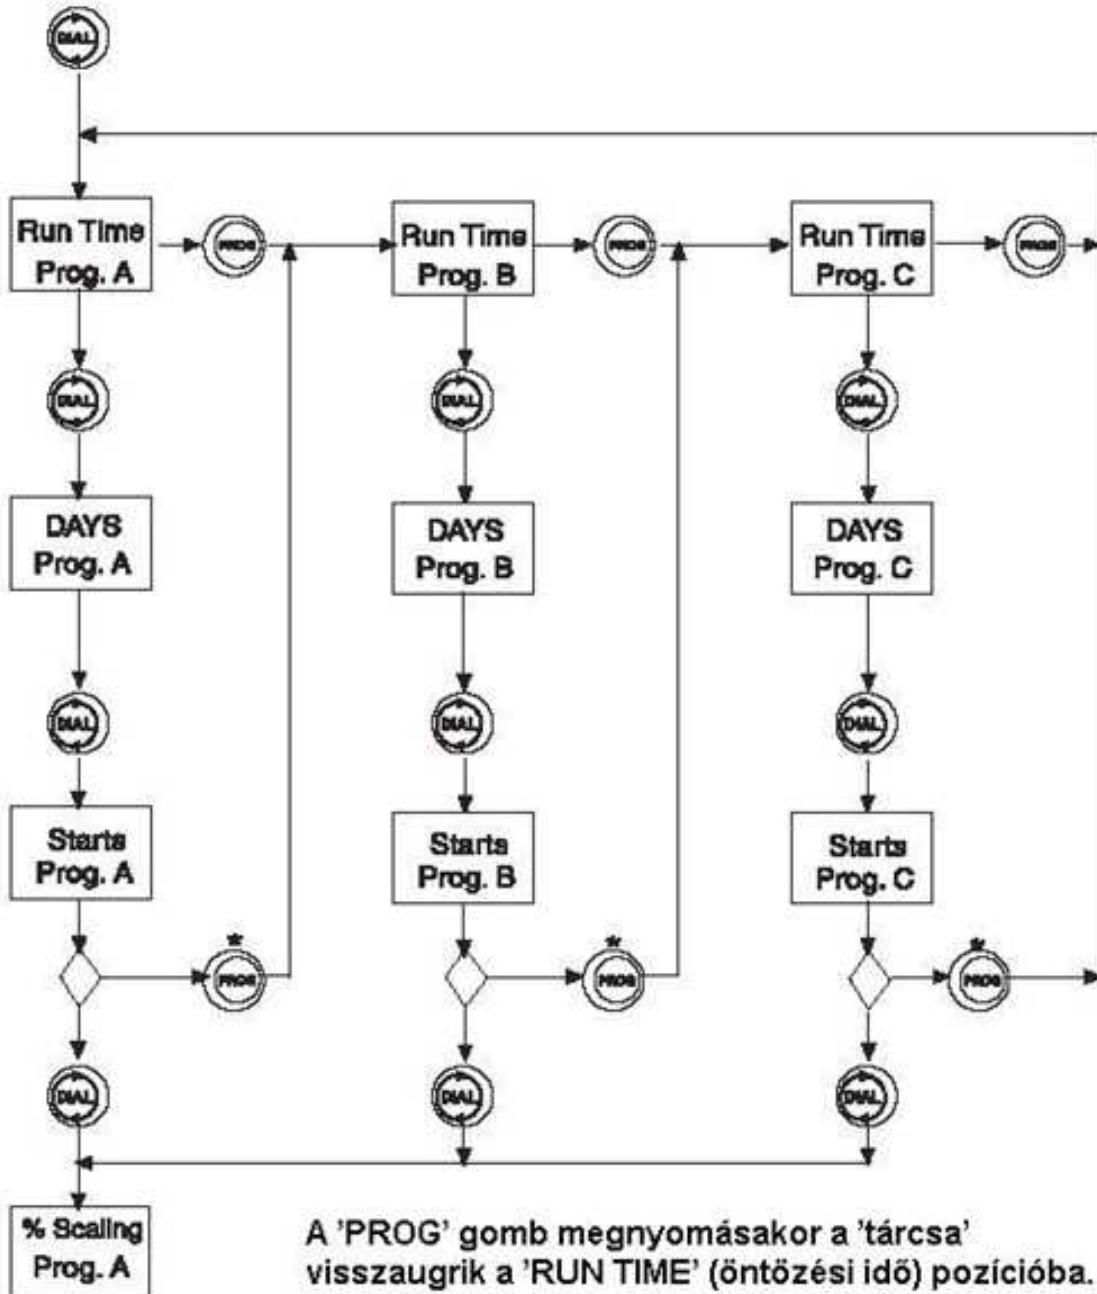 DIAL
Run Time
Prog. A
PROG
Run Time
Prog. B
PROG
Run Time
Prog. C
PROG
DIAL
DIAL
DIAL
DAYS
Prog. A
DAYS
Prog. B
DAYS
Prog. C
DIAL
DIAL
DIAL
Starts
Prog. A
Starts
Prog. B
Starts
Prog. C
*
PROG
*
PROG
*
PROG
DIAL
DIAL
DIAL
% Scaling
Prog. A
A ’PROG’ gomb megnyomásakor a ’tárcsa’
visszaugrik a ’RUN TIME’ (öntözési idő) pozícióba.